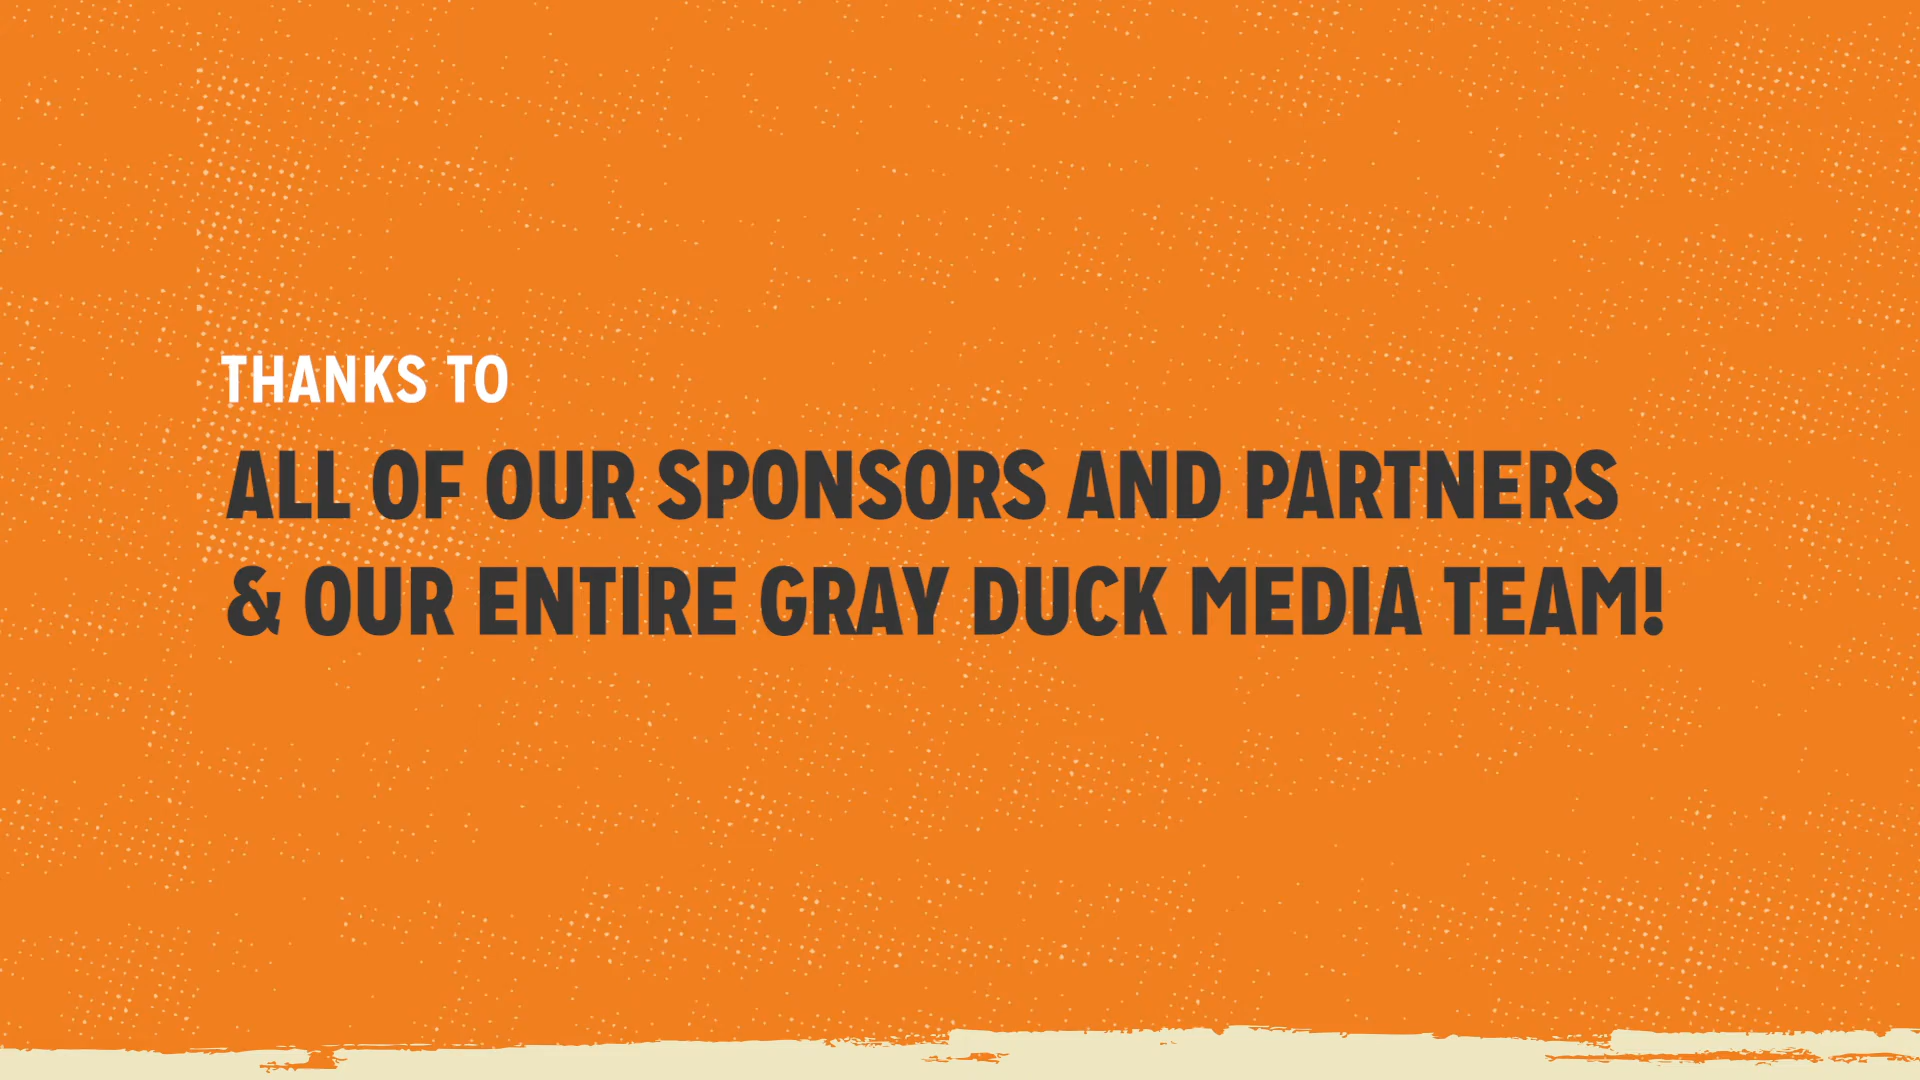 THANKS TO
ALL OF OUR SPONSORS AND PARTNERS
& OUR ENTIRE GRAY DUCK MEDIA TEAM!